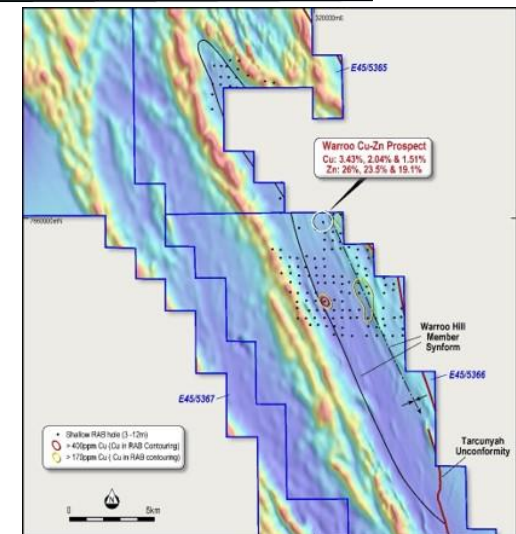 320000mE
E45/5365
Warroo Cu-Zn Prospect
Cu: 3.43%, 2.04% & 1.51%
Zn: 26%, 23.5% & 19.1%
7660000mN
Warroo Hill
Member
Synform
E45/5366
E45/5367
Tarcunyah
Unconformity
Shallow RAB hole (3 -12m)
> 400ppm Cu (Cu in RAB Contouring)
> 170ppm Cu ( Cu in RAB contouring)
N
0 5km